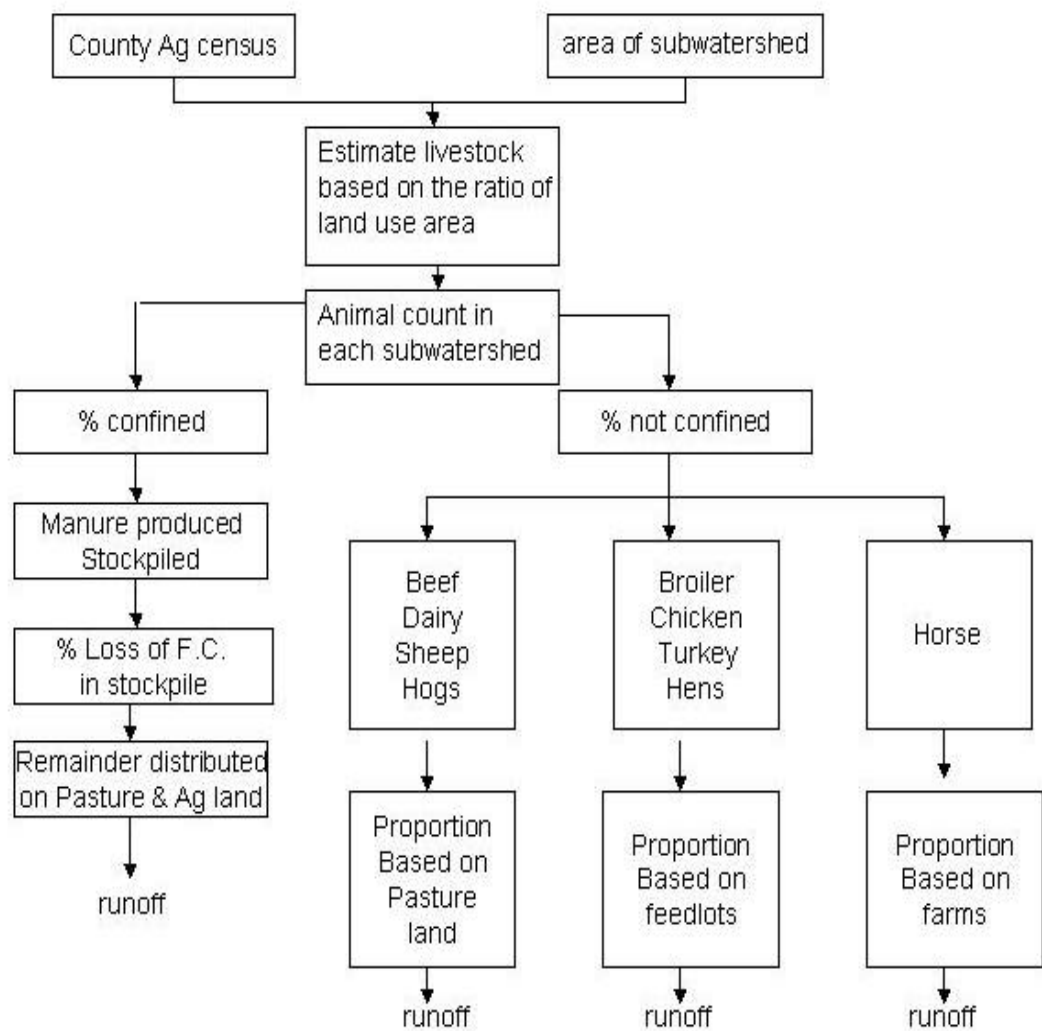 County Ag census
area of subwatershed
Estimate livestock
based on the ratio of
land use area
Animal count in
each subwatershed
% confined
% not confined
Manure produced
Stockpiled
% Loss of F.C.
in stockpile
Remainder distributed
on Pasture & Ag land
runoff
Beef
Dairy
Sheep
Hogs
Broiler
Chicken
Turkey
Hens
Horse
Proportion
Based on
Pasture
land
Proportion
Based on
feedlots
Proportion
Based on
farms
runoff
runoff
runoff